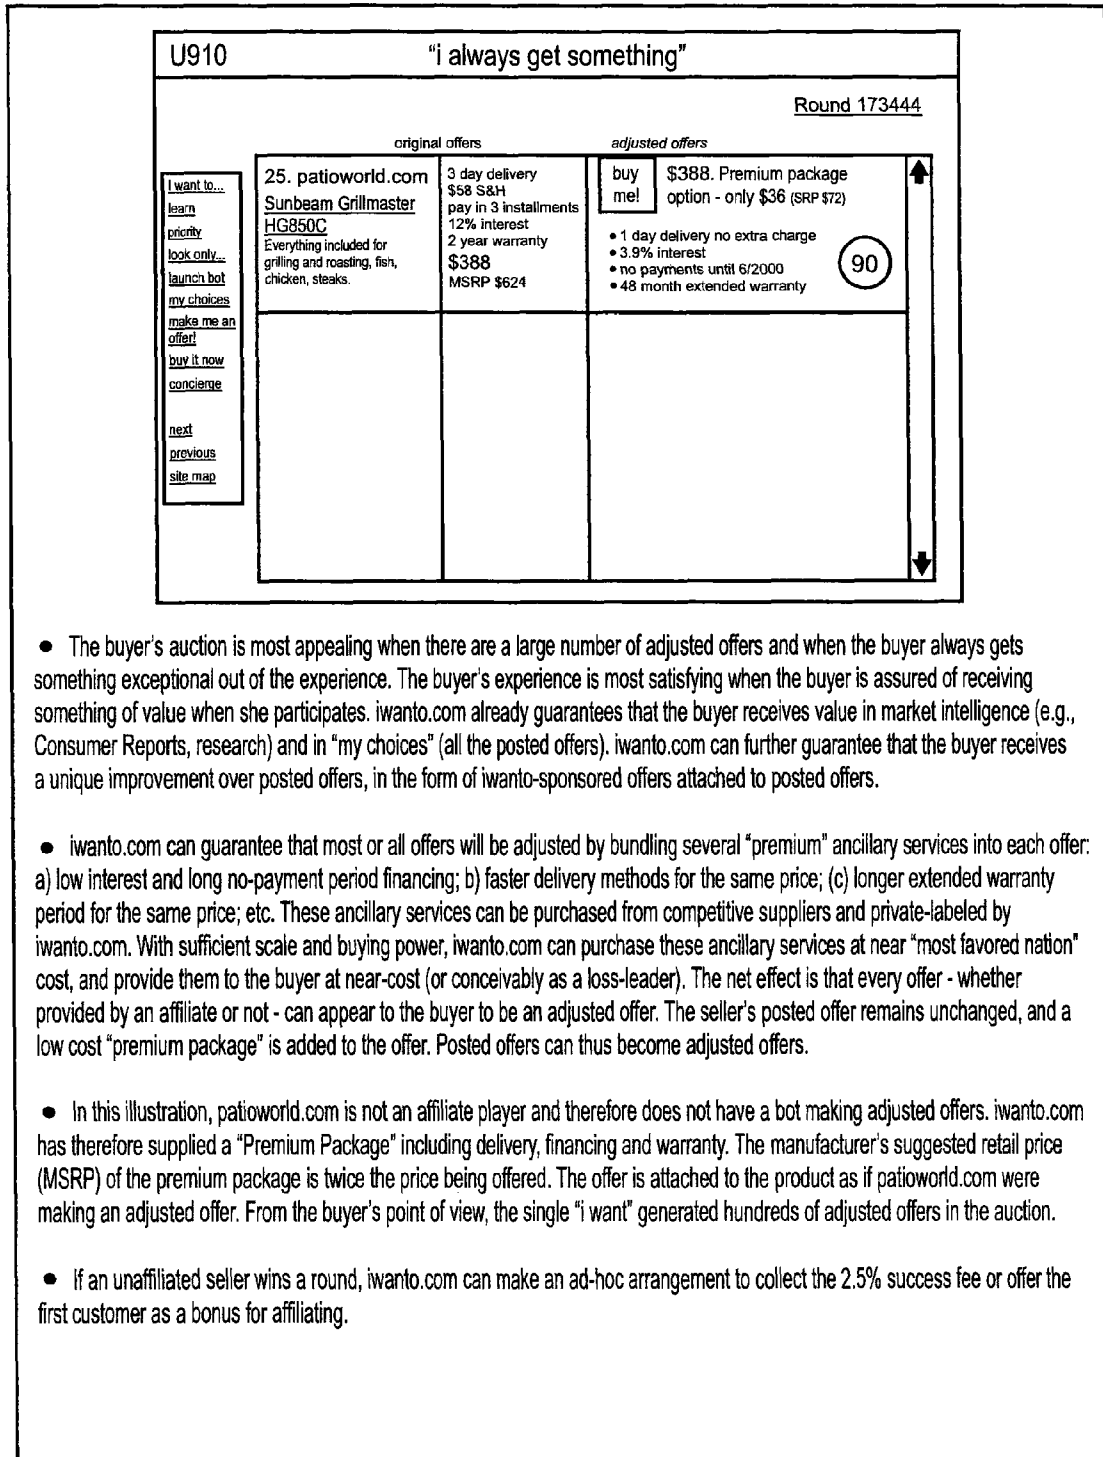 U910
"i always get something"
Round 173444
original offers
adjusted offers
I want to...
learn
priority
look only...
launch bot
my choices
make me an
offer!
buy it now
concierge
next
previous
site map
25. patioworld.com
Sunbeam Grillmaster
HG850C
Everything included for
grilling and roasting, fish,
chicken, steaks.
3 day delivery
$58 S&H
pay in 3 installments
12% interest
2 year warranty
$388
MSRP $624
buy
me!
$388. Premium package
option - only $36 (SRP $72)
• 1 day delivery no extra charge
• 3.9% interest
• no payments until 6/2000
• 48 month extended warranty
90
• The buyer's auction is most appealing when there are a large number of adjusted offers and when the buyer always gets
something exceptional out of the experience. The buyer's experience is most satisfying when the buyer is assured of receiving
something of value when she participates. iwanto.com already guarantees that the buyer receives value in market intelligence (e.g.,
Consumer Reports, research) and in "my choices" (all the posted offers). iwanto.com can further guarantee that the buyer receives
a unique improvement over posted offers, in the form of iwanto-sponsored offers attached to posted offers.
• iwanto.com can guarantee that most or all offers will be adjusted by bundling several "premium" ancillary services into each offer:
a) low interest and long no-payment period financing; b) faster delivery methods for the same price; (c) longer extended warranty
period for the same price; etc. These ancillary services can be purchased from competitive suppliers and private-labeled by
iwanto.com. With sufficient scale and buying power, iwanto.com can purchase these ancillary services at near "most favored nation"
cost, and provide them to the buyer at near-cost (or conceivably as a loss-leader). The net effect is that every offer - whether
provided by an affiliate or not - can appear to the buyer to be an adjusted offer. The seller's posted offer remains unchanged, and a
low cost "premium package" is added to the offer. Posted offers can thus become adjusted offers.
• In this illustration, patioworld.com is not an affiliate player and therefore does not have a bot making adjusted offers. iwanto.com
has therefore supplied a "Premium Package" including delivery, financing and warranty. The manufacturer's suggested retail price
(MSRP) of the premium package is twice the price being offered. The offer is attached to the product as if patioworld.com were
making an adjusted offer. From the buyer's point of view, the single "i want" generated hundreds of adjusted offers in the auction.
• If an unaffiliated seller wins a round, iwanto.com can make an ad-hoc arrangement to collect the 2.5% success fee or offer the
first customer as a bonus for affiliating.